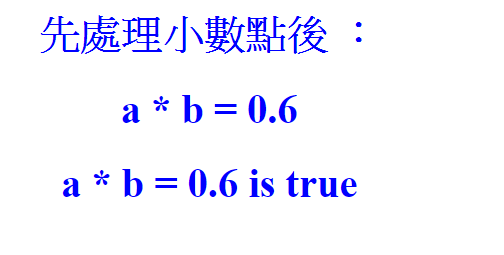 先處理小數點後 ：
a * b = 0.6
a * b = 0.6 is true